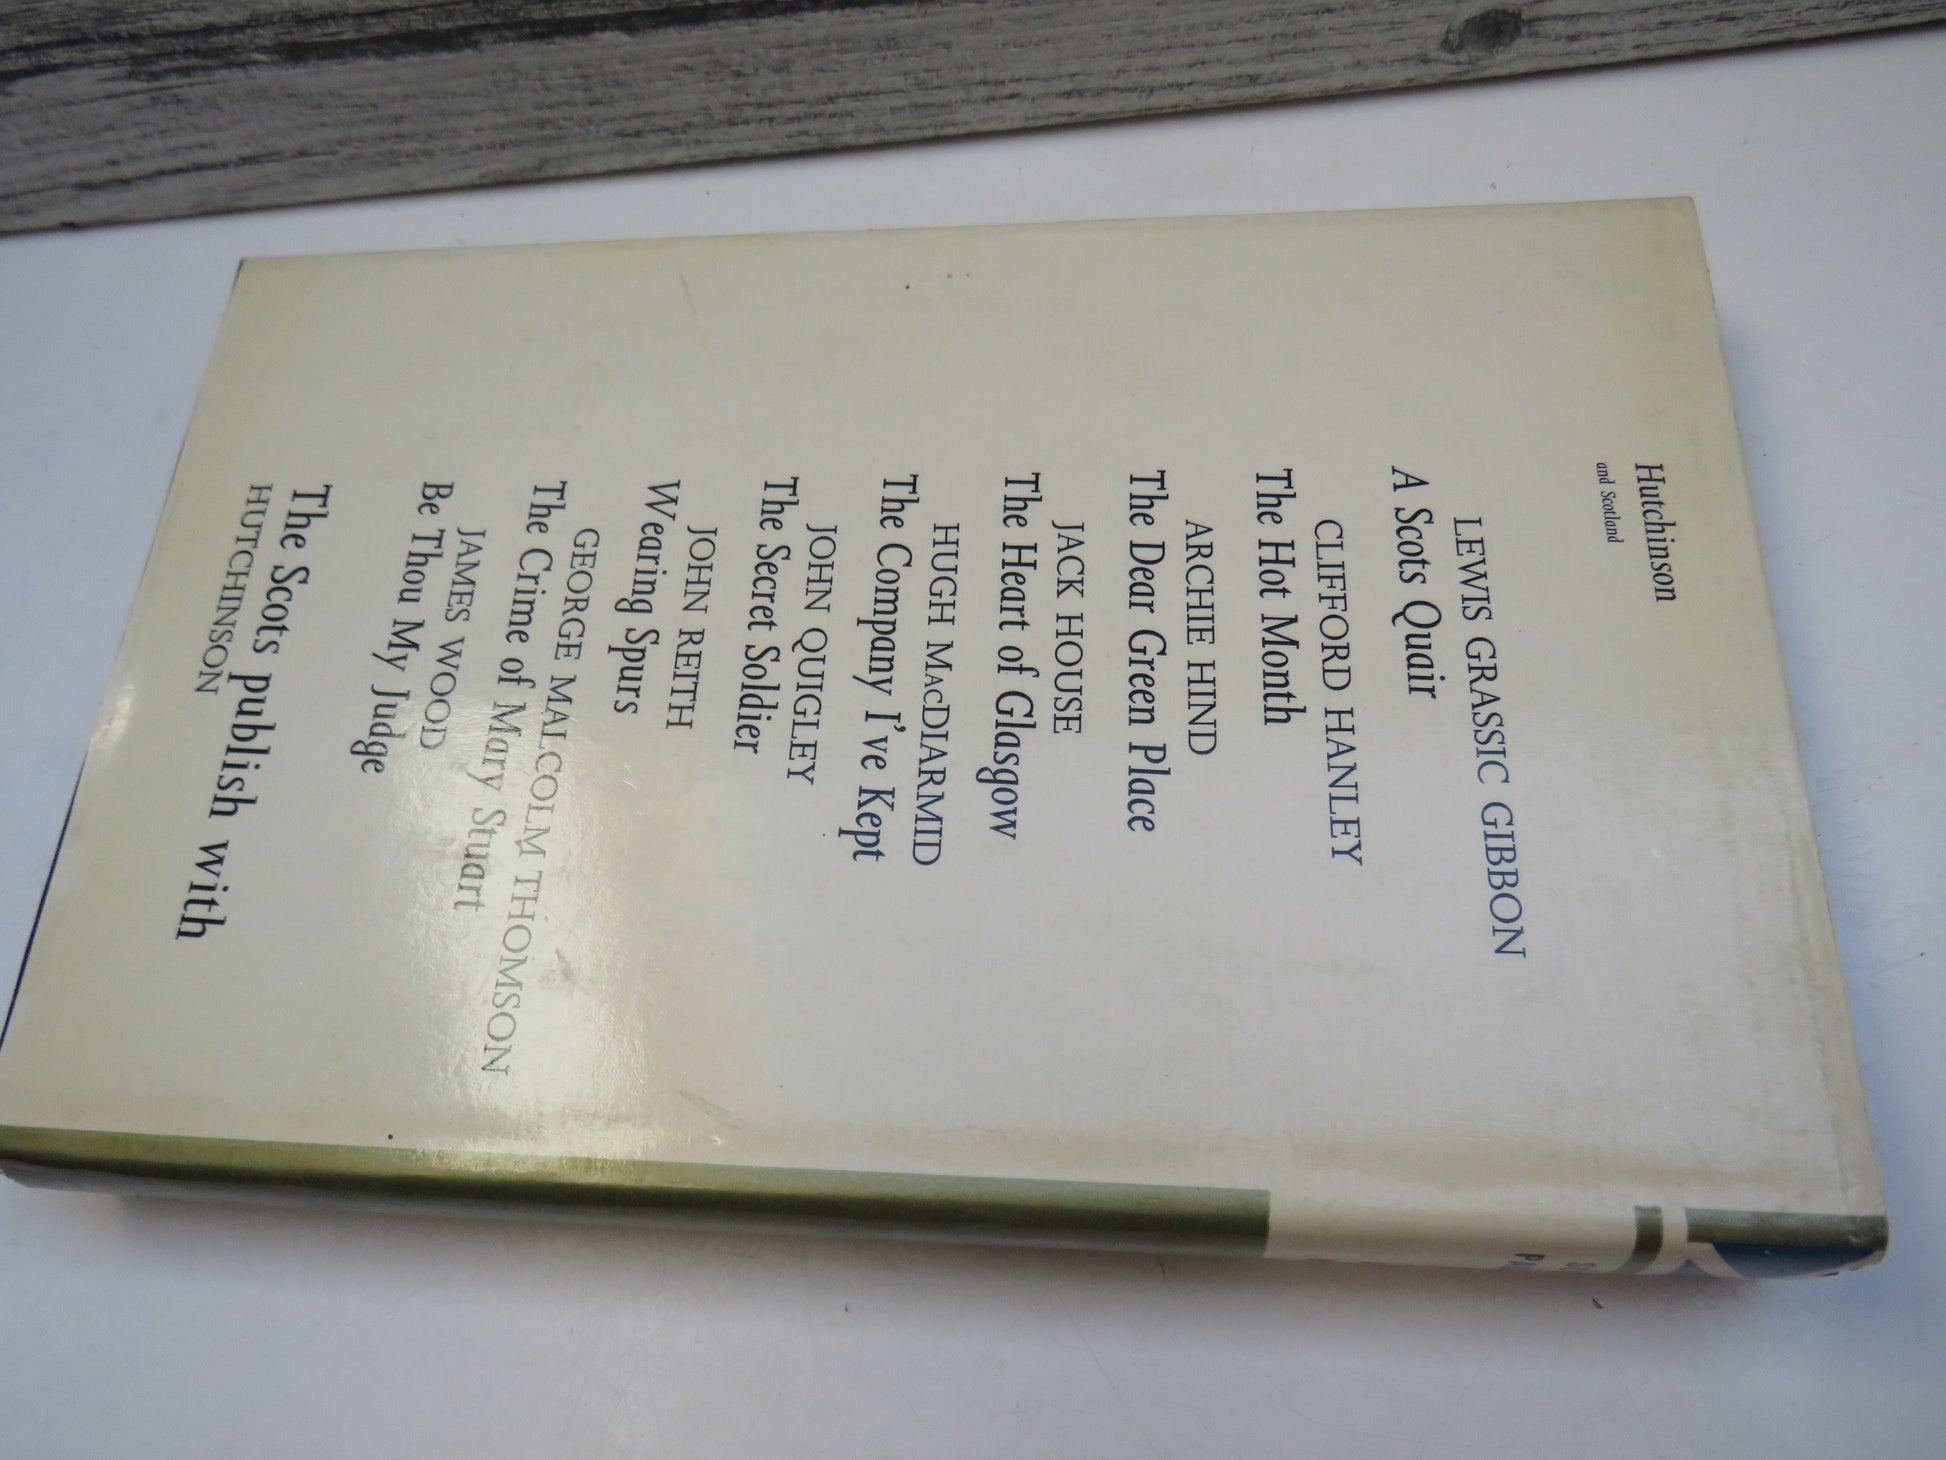 Hutchinson
and Scotland
LEWIS GRASSIC GIBBON
A Scots Quair
CLIFFORD HANLEY
The Hot Month
ARCHIE HIND
The Dear Green Place
JACK HOUSE
The Heart of Glasgow
HUGH MACDIARMID
The Company I've Kept
JOHN QUIGLEY
The Secret Soldier
JOHN REITH
Wearing Spurs
GEORGE MALCOLM THOMSON
The Crime of Mary Stuart
JAMES WOOD
Be Thou My Judge
The Scots publish with
HUTCHINSON